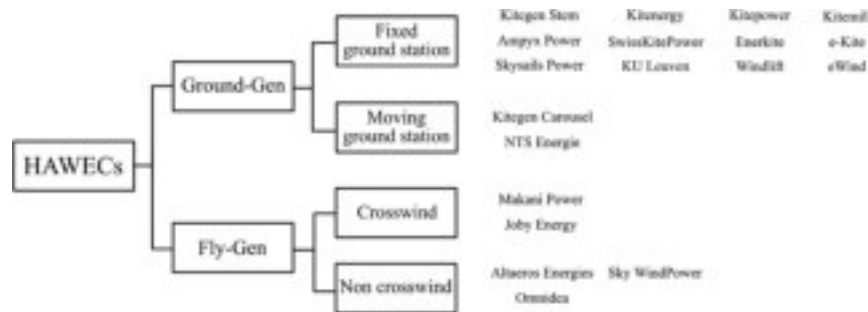 Kitegen Stem Kitenergy Kitepower Kitemill
Fixed
ground station
Ampyx Power SwissKitePower Enerkite e-Kite
Skysails Power KU Leuven Windlift eWind
Ground-Gen
Moving
ground station
Kitegen Carousel
NTS Energie
HAWECs
Crosswind
Makani Power
Joby Energy
Fly-Gen
Non crosswind
Altaeros Energies Sky WindPower
Omnidea